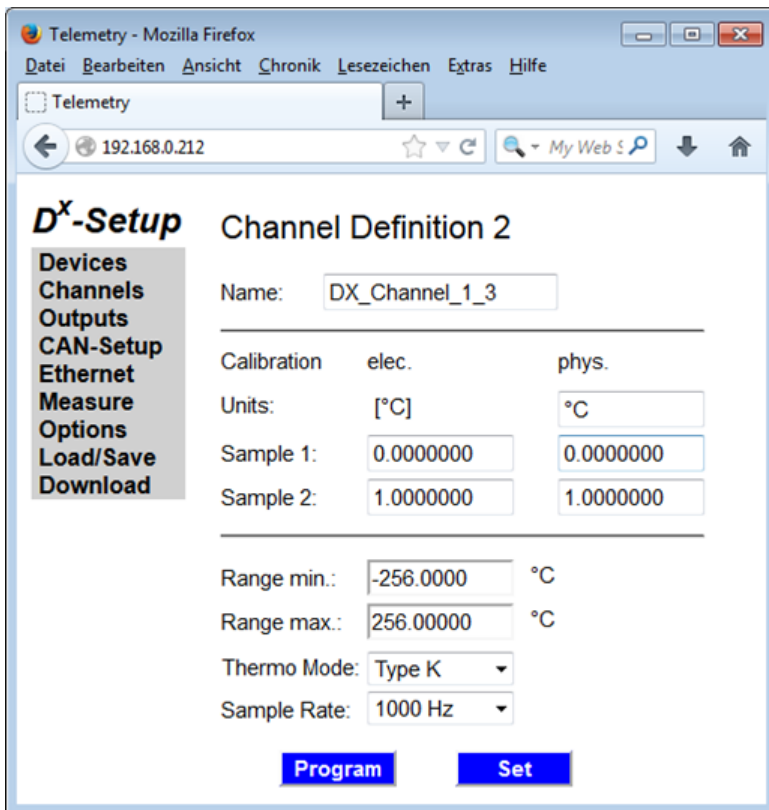 Telemetry - Mozilla Firefox
Datei Bearbeiten Ansicht Chronik Lesezeichen Extras Hilfe
Telemetry
192.168.0.212
My Web S
Dx-Setup
Devices
Channels
Outputs
CAN-Setup
Ethernet
Measure
Options
Load/Save
Download
Channel Definition 2
Name: DX_Channel_1_3
Calibration elec. phys.
Units: [°C] °C
Sample 1: 0.0000000 0.0000000
Sample 2: 1.0000000 1.0000000
Range min.: -256.0000 °C
Range max.: 256.00000 °C
Thermo Mode: Type K
Sample Rate: 1000 Hz
Program Set